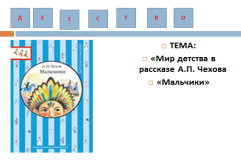 Д Е Т С Т В О
ТЕМА:
«Мир детства в
рассказе А.П. Чехова
«Мальчики»
А.П. Чехов
Мальчики